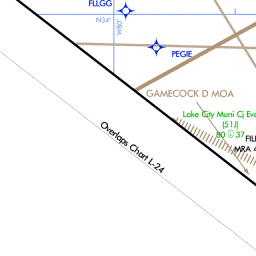 FLLGG
N34°
W80°
PEGIE
GAMECOCK D MOA
Lake City Muni Cj Eva
(51J)
80 Ⓛ 37
FIL
MRA 4
Overlaps Chart L-24